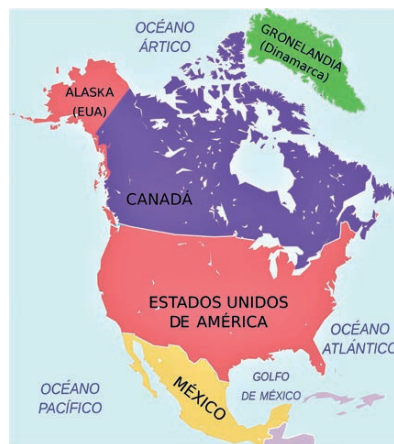 OCÉANO
ÁRTICO
GRONELANDIA
(Dinamarca)
ALASKA
(EUA)
CANADÁ
ESTADOS UNIDOS
DE AMÉRICA
OCÉANO
ATLÁNTICO
MÉXICO
GOLFO
DE MÉXICO
OCÉANO
PACÍFICO